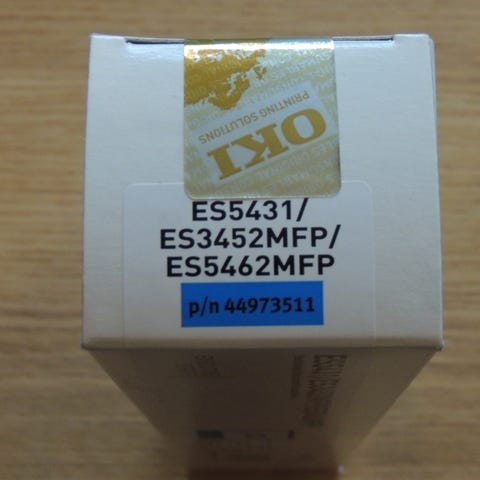 OKI
PRINTING SOLUTIONS
ES5431/
ES3452MFP/
ES5462MFP
p/n 44973511